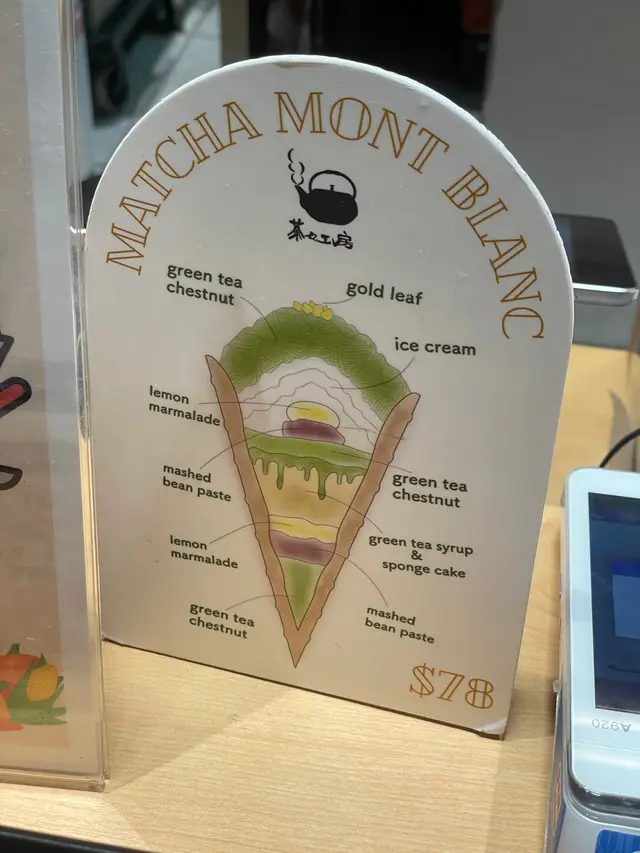 MATCHA MONT BLANC
茶々工房
green tea
chestnut
gold leaf
ice cream
lemon
marmalade
mashed
bean paste
green tea
chestnut
lemon
marmalade
green tea syrup
&
sponge cake
green tea
chestnut
mashed
bean paste
$78
A920